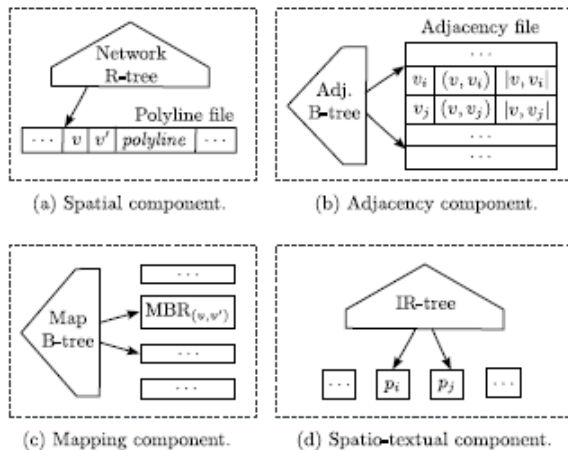 Network
R-tree
Polyline file
··· v v′ polyline ···
(a) Spatial component.
Adjacency file
Adj.
B-tree
···
v_i (v, v_i) |v, v_i|
v_j (v, v_j) |v, v_j|
···
···
(b) Adjacency component.
Map
B-tree
···
MBR_(v,v′)
···
···
(c) Mapping component.
IR-tree
··· p_i p_j ···
(d) Spatio-textual component.